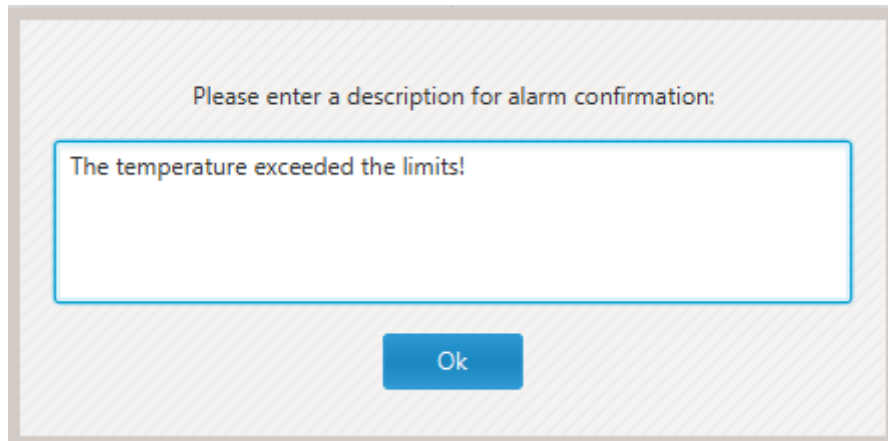 Please enter a description for alarm confirmation:
The temperature exceeded the limits!
Ok